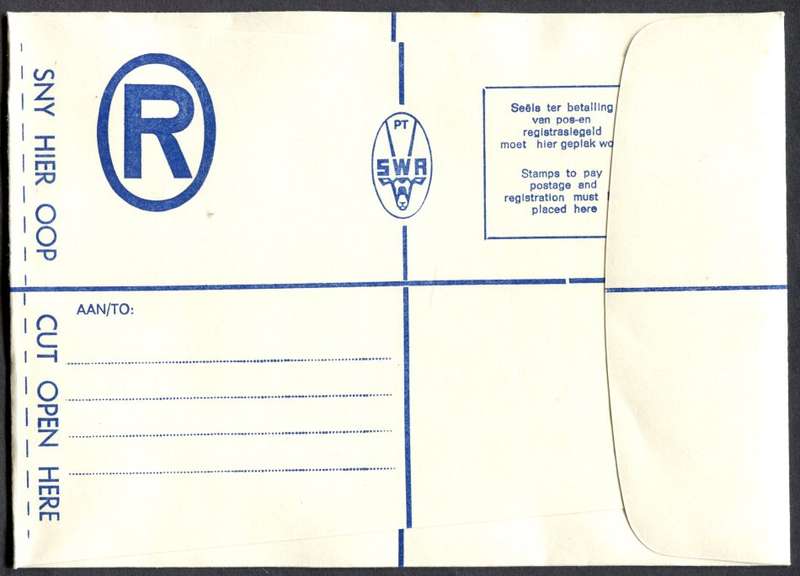 SNY HIER OOP CUT OPEN HERE
R
PT
SWA
Seëls ter betaling
van pos-en
registrasiegeld
moet hier geplak
Stamps to pay
postage and
registration must
placed here
AAN/TO: